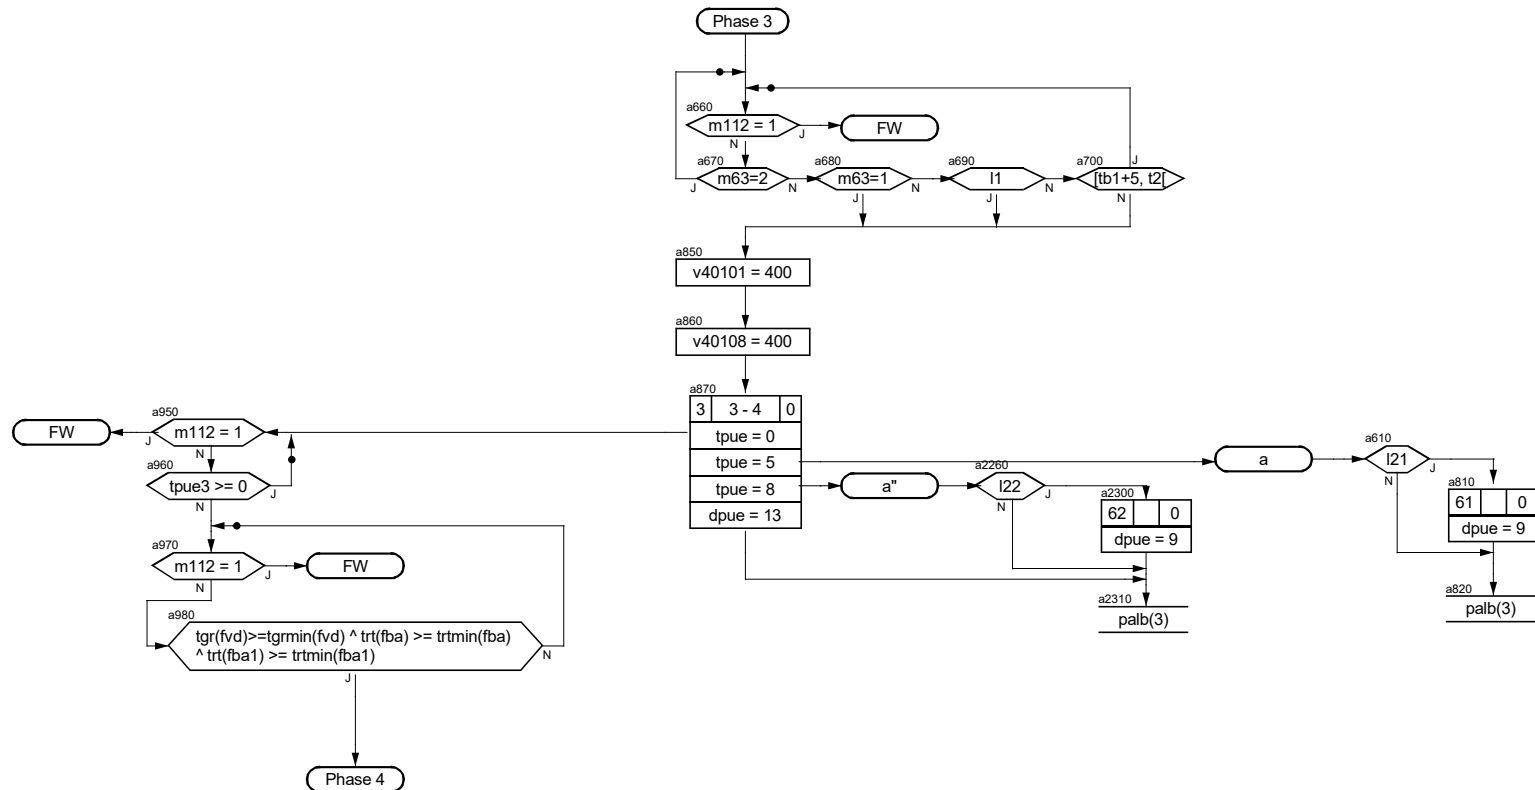 Phase 3
a660
m112 = 1
J
FW
N
a670
m63=2
J
N
a680
m63=1
N
J
a690
l1
N
J
a700
J
[tb1+5, t2[
N
a850
v40101 = 400
a860
v40108 = 400
a870
3 3 - 4 0
tpue = 0
tpue = 5
tpue = 8
dpue = 13
FW
a950
J
m112 = 1
N
a960
tpue3 >= 0
J
N
a970
m112 = 1
J
FW
N
a980
tgr(fvd)>=tgrmin(fvd) ^ trt(fba) >= trtmin(fba)
^ trt(fba1) >= trtmin(fba1)
N
J
Phase 4
a"
a2260
l22
J
N
a2300
62 0
dpue = 9
a2310
palb(3)
a
a610
l21
J
N
a810
61 0
dpue = 9
a820
palb(3)